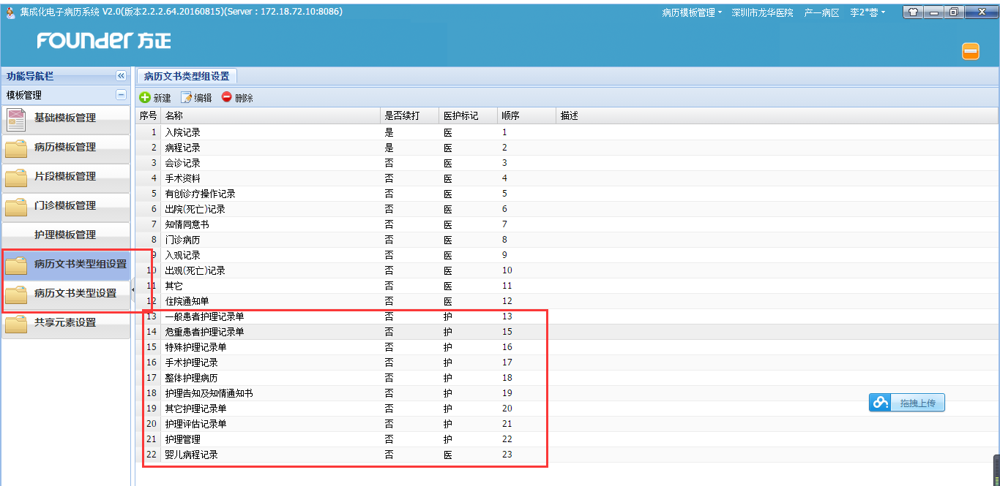 集成化电子病历系统 V2.0(版本2.2.2.64.20160815)(Server : 172.18.72.10:8086) 病历模板管理 深圳市龙华医院 产一病区 李2*蓉
FOUNDER 方正
功能导航栏
模板管理
基础模板管理
病历模板管理
片段模板管理
门诊模板管理
护理模板管理
病历文书类型组设置
病历文书类型设置
共享元素设置
病历文书类型组设置
新建 编辑 删除
序号 名称 是否续打 医护标记 顺序 描述
1 入院记录 是 医 1
2 病程记录 是 医 2
3 会诊记录 否 医 3
4 手术资料 否 医 4
5 有创诊疗操作记录 否 医 5
6 出院(死亡)记录 否 医 6
7 知情同意书 否 医 7
8 门诊病历 否 医 8
9 入观记录 否 医 9
10 出观(死亡)记录 否 医 10
11 其它 否 医 11
12 住院通知单 否 医 12
13 一般患者护理记录单 否 护 13
14 危重患者护理记录单 否 护 15
15 特殊护理记录单 否 护 16
16 手术护理记录 否 护 17
17 整体护理病历 否 护 18
18 护理告知及知情通知书 否 护 19
19 其它护理记录单 否 护 20
20 护理评估记录单 否 护 21
21 护理管理 否 护 22
22 婴儿病程记录 否 医 23
拖拽上传